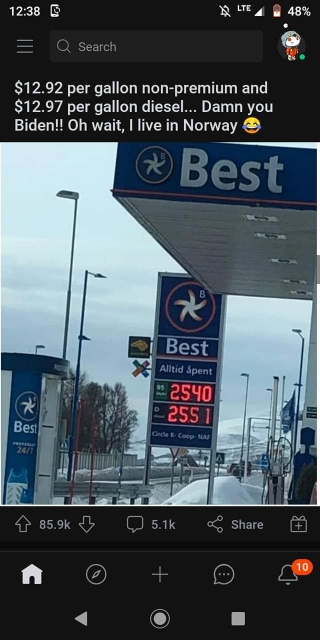 12:38
LTE
48%
Search
$12.92 per gallon non-premium and
$12.97 per gallon diesel... Damn you
Biden!! Oh wait, I live in Norway 😂
B Best
B
Best
Alltid åpent
95 2540
D 2551
Circle K- Coop- NAF
Best
24/7
85.9k
5.1k
Share
10